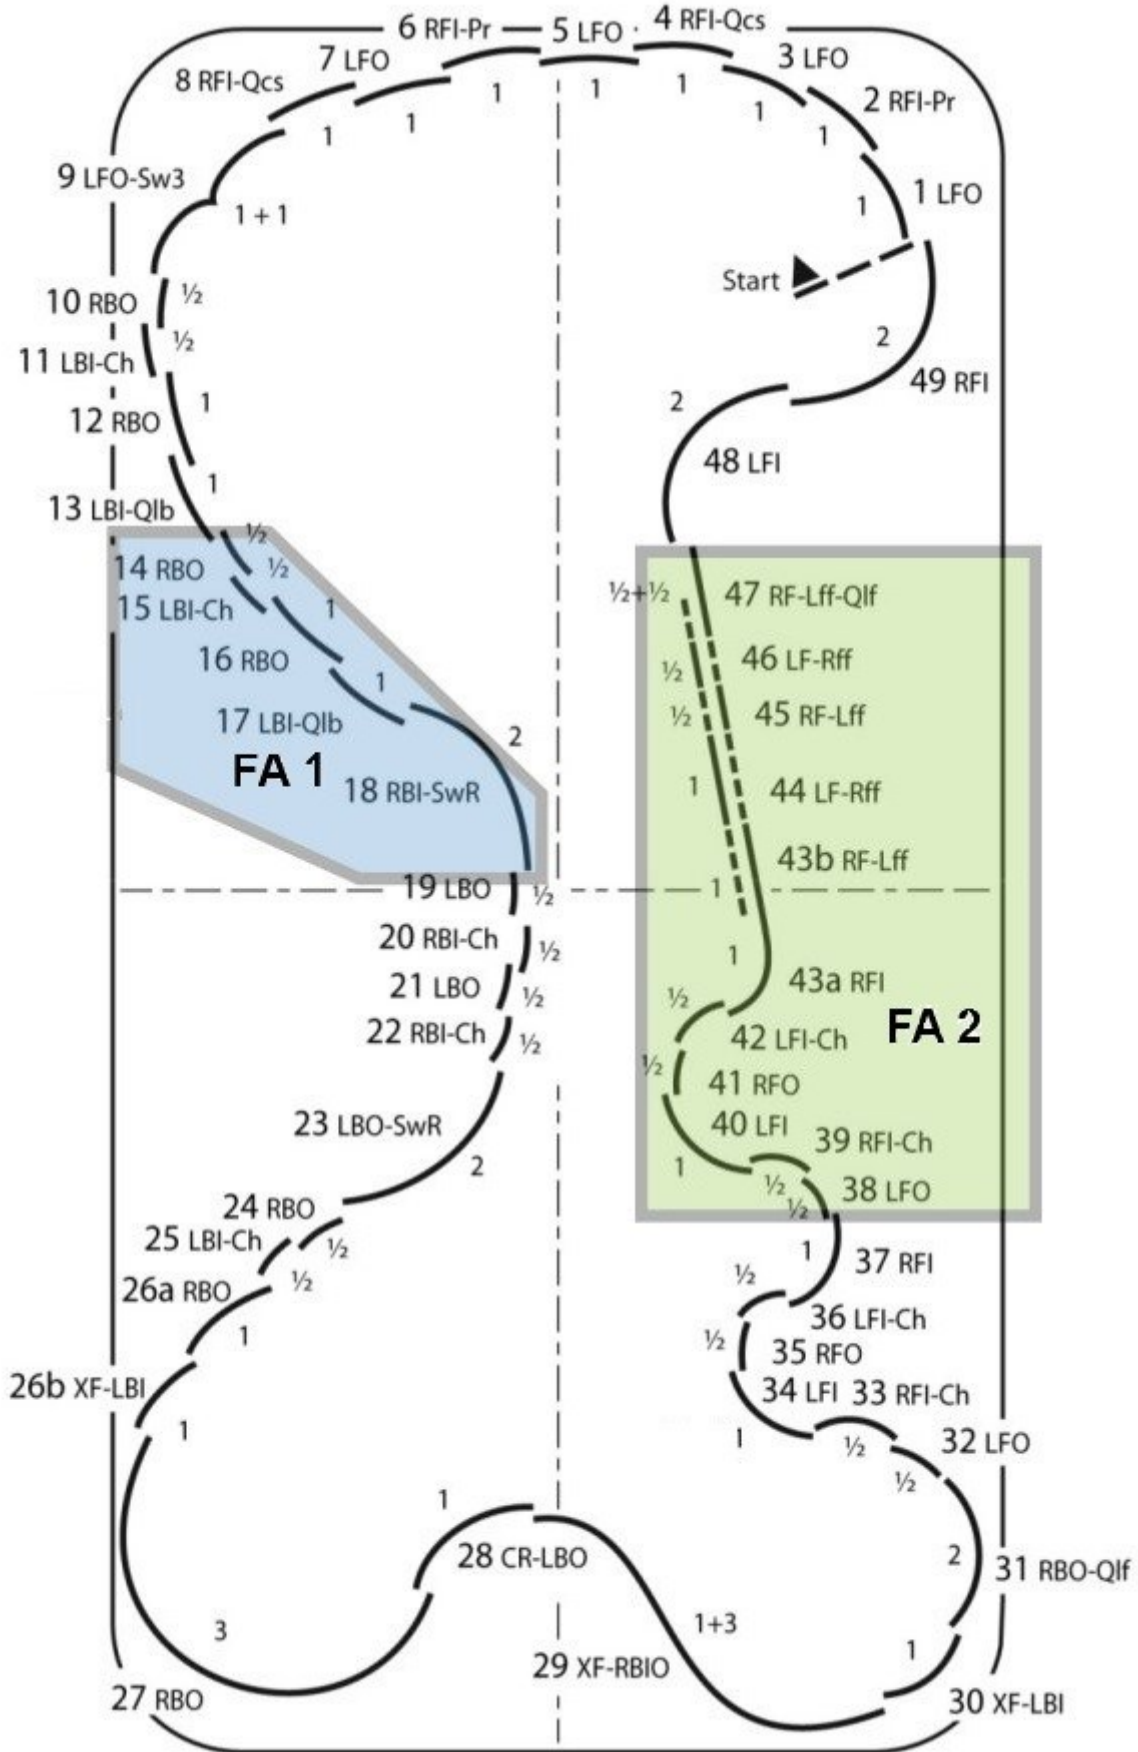 6 RFI-Pr
5 LFO
4 RFI-Qcs
7 LFO
3 LFO
8 RFI-Qcs
2 RFI-Pr
1
1
1
1
1
1
1
9 LFO-Sw3
1 LFO
1
1 + 1
Start
10 RBO
½
11 LBI-Ch
½
2
49 RFI
12 RBO
1
2
48 LFI
13 LBI-Qlb
1
14 RBO
½
15 LBI-Ch
½
16 RBO
1
17 LBI-Qlb
1
FA 1
18 RBI-SwR
2
½+½
47 RF-Lff-Qlf
½
46 LF-Rff
½
45 RF-Lff
1
44 LF-Rff
1
43b RF-Lff
19 LBO
½
20 RBI-Ch
½
21 LBO
½
22 RBI-Ch
½
1
43a RFI
FA 2
½
42 LFI-Ch
½
41 RFO
40 LFI
1
39 RFI-Ch
½
38 LFO
½
23 LBO-SwR
2
24 RBO
½
25 LBI-Ch
½
26a RBO
1
1
37 RFI
½
36 LFI-Ch
½
35 RFO
34 LFI
33 RFI-Ch
1
½
32 LFO
½
26b XF-LBI
1
1
28 CR-LBO
2
31 RBO-Qlf
3
1+3
1
29 XF-RBIO
27 RBO
30 XF-LBI